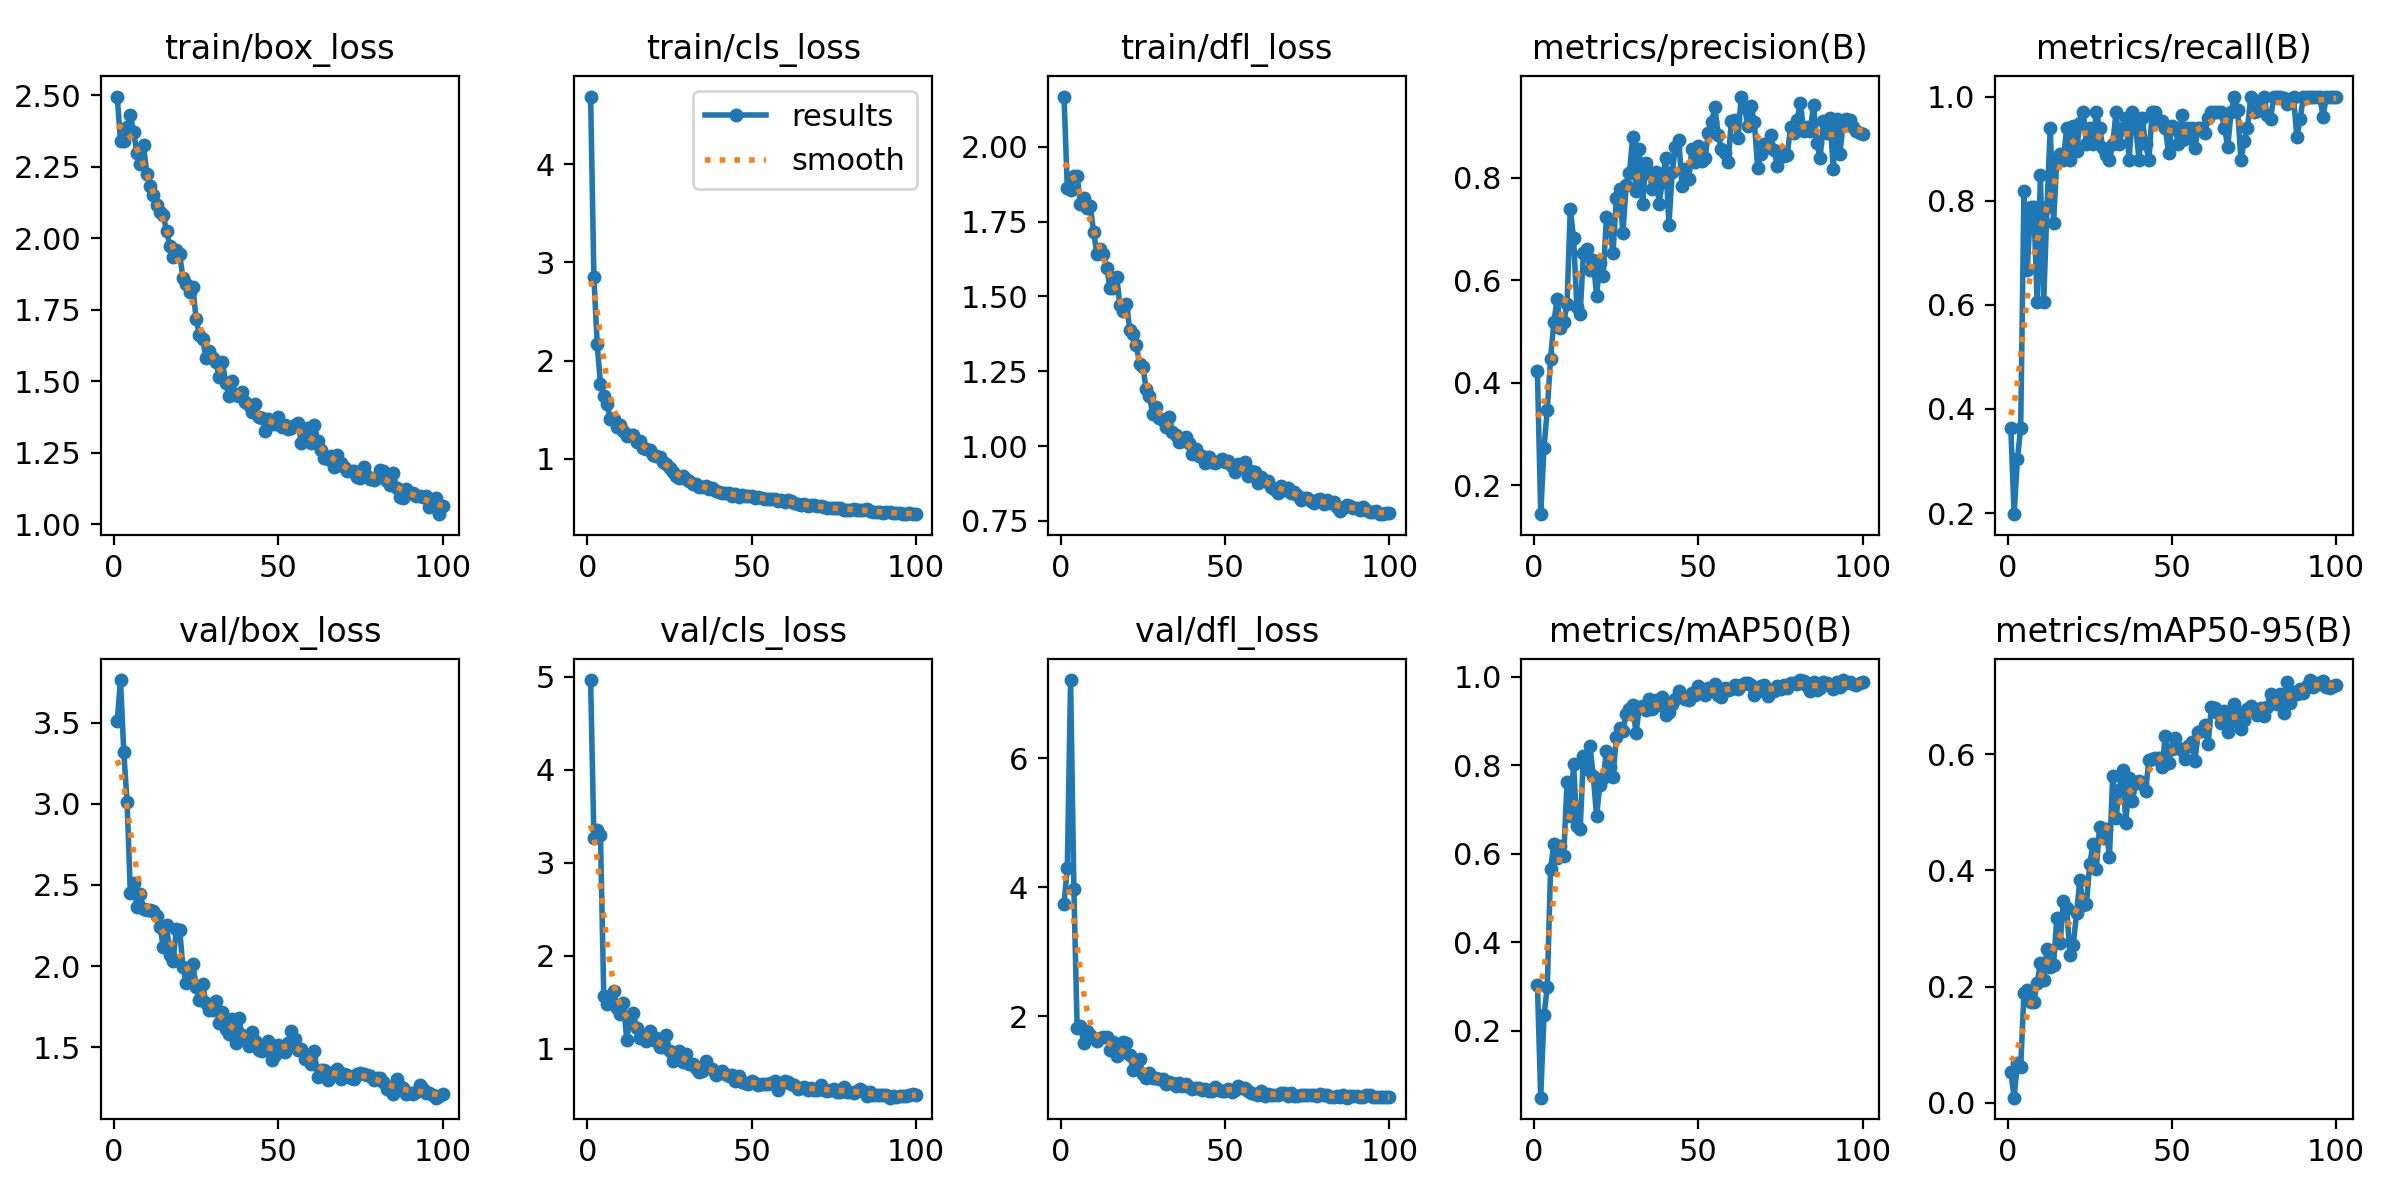 train/box_loss
2.50
2.25
2.00
1.75
1.50
1.25
1.00
0 50 100
train/cls_loss
results
smooth
4
3
2
1
0 50 100
train/dfl_loss
2.00
1.75
1.50
1.25
1.00
0.75
0 50 100
metrics/precision(B)
0.8
0.6
0.4
0.2
0 50 100
metrics/recall(B)
1.0
0.8
0.6
0.4
0.2
0 50 100
val/box_loss
3.5
3.0
2.5
2.0
1.5
0 50 100
val/cls_loss
5
4
3
2
1
0 50 100
val/dfl_loss
6
4
2
0 50 100
metrics/mAP50(B)
1.0
0.8
0.6
0.4
0.2
0 50 100
metrics/mAP50-95(B)
0.6
0.4
0.2
0.0
0 50 100